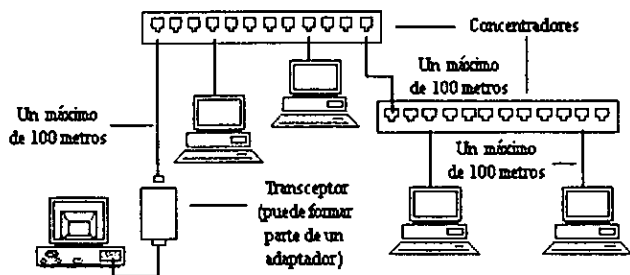 Concentradores
Un máximo
de 100 metros
Un máximo
de 100 metros
Un máximo
de 100 metros
Transceptor
(puede formar
parte de un
adaptador)